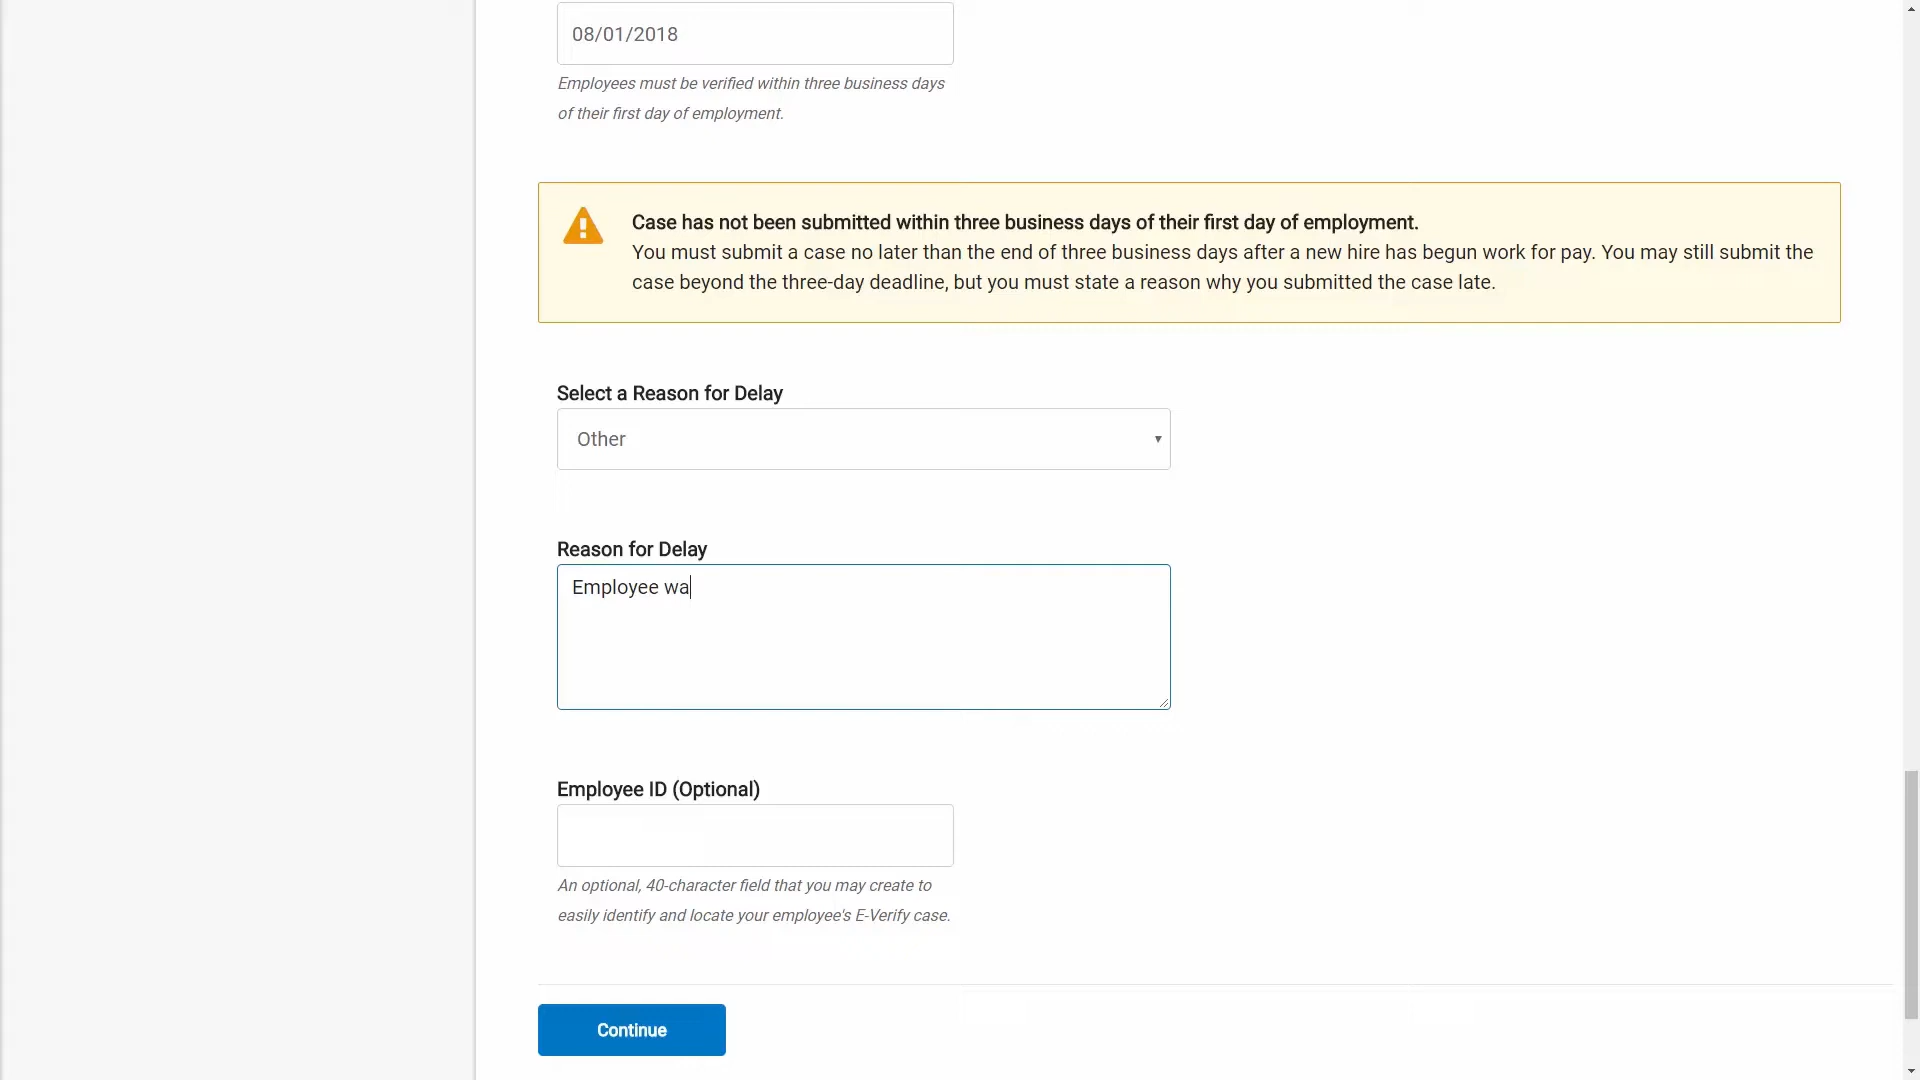 08/01/2018
Employees must be verified within three business days
of their first day of employment.
Case has not been submitted within three business days of their first day of employment.
You must submit a case no later than the end of three business days after a new hire has begun work for pay. You may still submit the
case beyond the three-day deadline, but you must state a reason why you submitted the case late.
Select a Reason for Delay
Other
Reason for Delay
Employee wa
Employee ID (Optional)
An optional, 40-character field that you may create to
easily identify and locate your employee's E-Verify case.
Continue